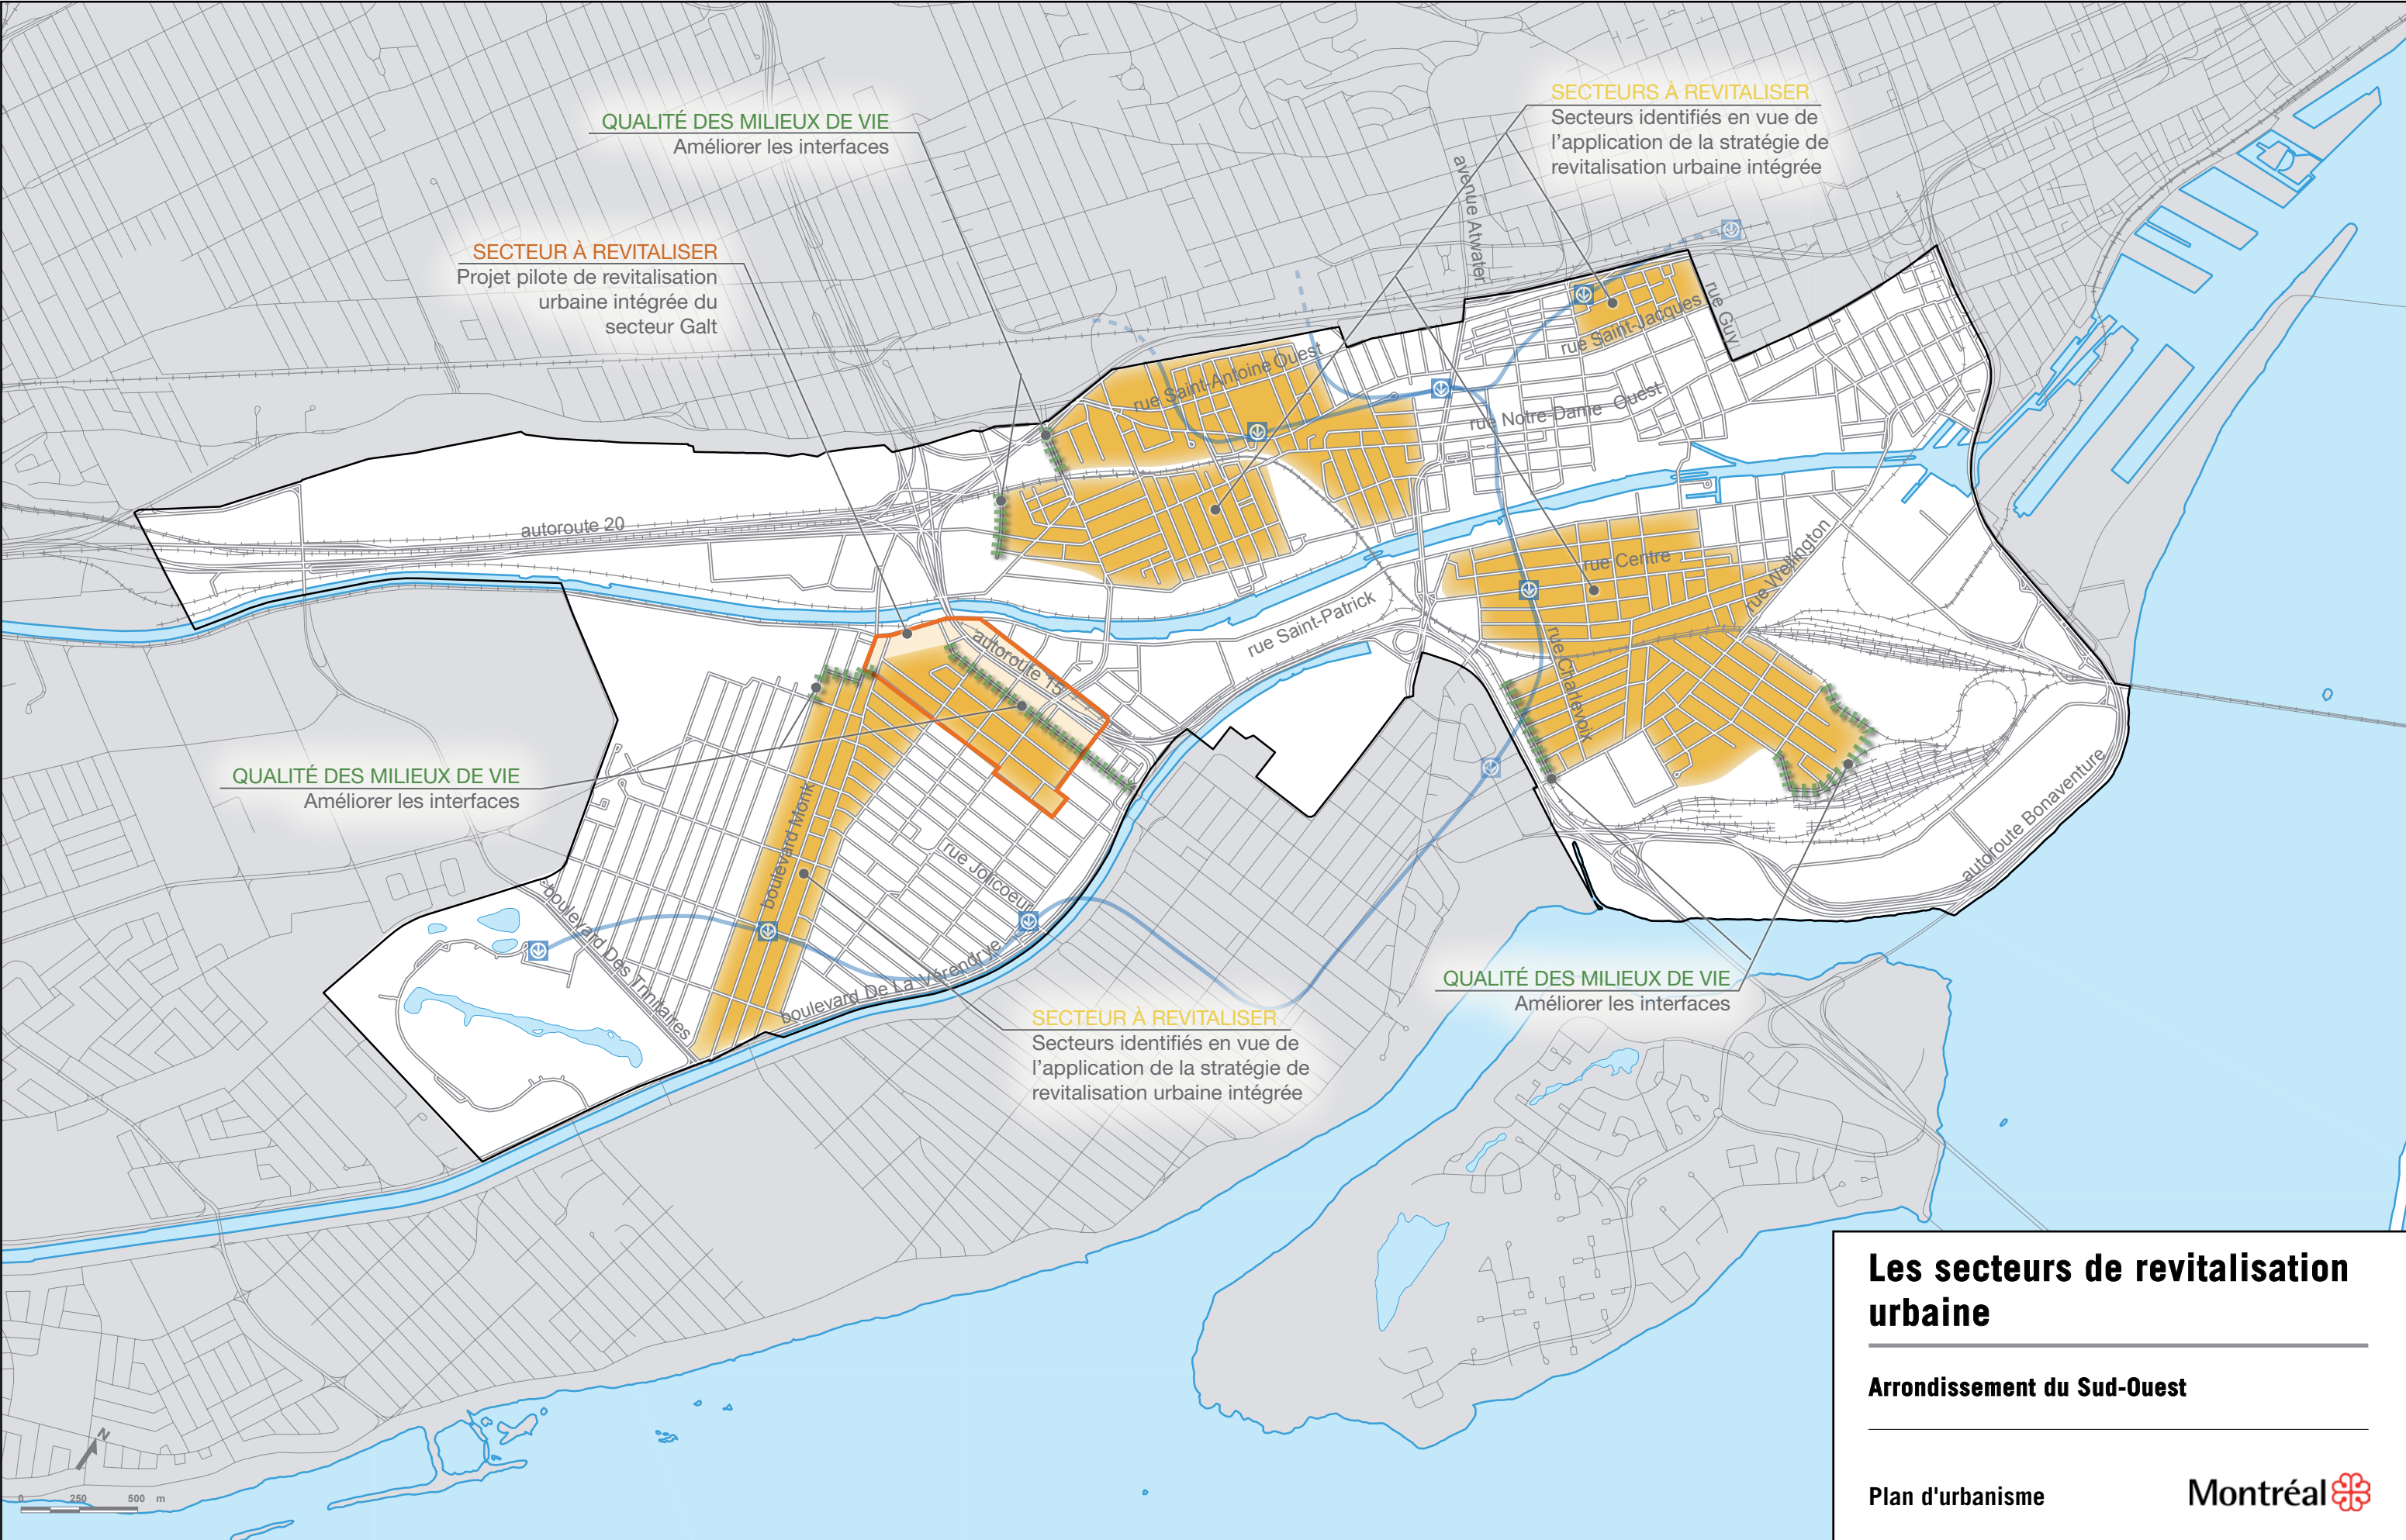 QUALITÉ DES MILIEUX DE VIE
Améliorer les interfaces
SECTEURS À REVITALISER
Secteurs identifiés en vue de
l'application de la stratégie de
revitalisation urbaine intégrée
SECTEUR À REVITALISER
Projet pilote de revitalisation
urbaine intégrée du
secteur Galt
avenue Atwater
rue Guy
rue Saint-Jacques
rue Saint-Antoine Ouest
rue Notre-Dame Ouest
autoroute 20
rue Centre
rue Wellington
rue Saint-Patrick
rue Charlevoix
autoroute 15
QUALITÉ DES MILIEUX DE VIE
Améliorer les interfaces
boulevard Monk
rue Jolicoeur
autoroute Bonaventure
boulevard Des Trinitaires
boulevard De La Vérendrye
QUALITÉ DES MILIEUX DE VIE
Améliorer les interfaces
SECTEUR À REVITALISER
Secteurs identifiés en vue de
l'application de la stratégie de
revitalisation urbaine intégrée
Les secteurs de revitalisation
urbaine
Arrondissement du Sud-Ouest
Plan d'urbanisme
Montréal
N
0 250 500 m